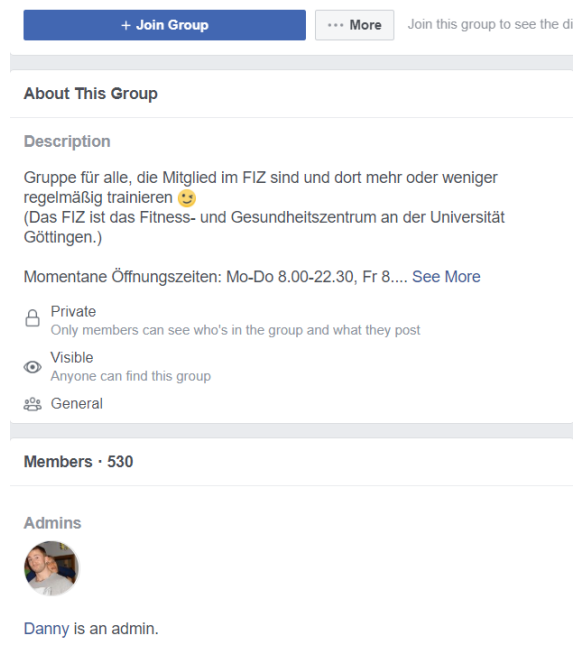 + Join Group
··· More
Join this group to see the di
About This Group
Description
Gruppe für alle, die Mitglied im FIZ sind und dort mehr oder weniger
regelmäßig trainieren 😉
(Das FIZ ist das Fitness- und Gesundheitszentrum an der Universität
Göttingen.)
Momentane Öffnungszeiten: Mo-Do 8.00-22.30, Fr 8.... See More
Private
Only members can see who's in the group and what they post
Visible
Anyone can find this group
General
Members · 530
Admins
Danny is an admin.